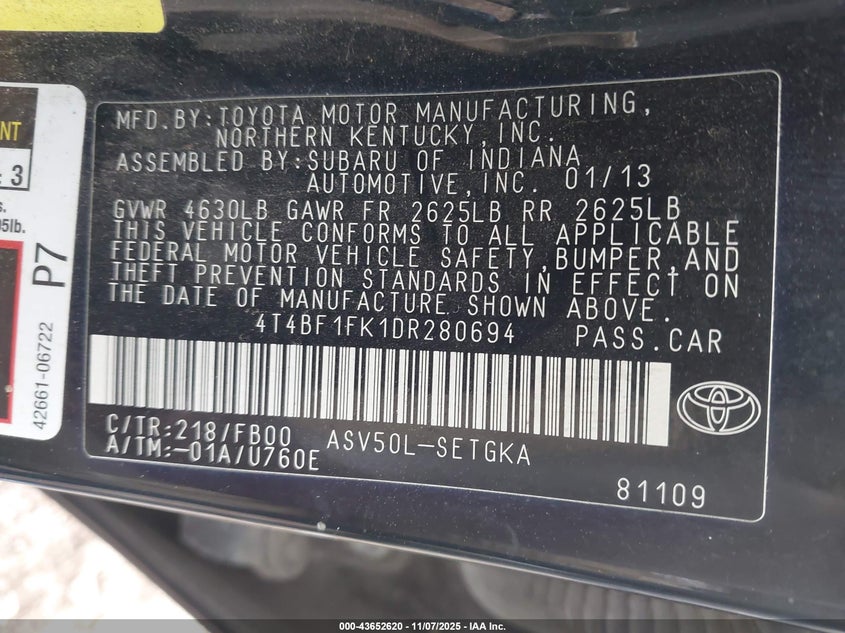 MFD.BY:TOYOTA MOTOR MANUFACTURING,
NORTHERN KENTUCKY,INC.
ASSEMBLED BY:SUBARU OF INDIANA
AUTOMOTIVE,INC. 01/13
GVWR 4630LB GAWR FR 2625LB RR 2625LB
THIS VEHICLE CONFORMS TO ALL APPLICABLE
FEDERAL MOTOR VEHICLE SAFETY,BUMPER,AND
THEFT PREVENTION STANDARDS IN EFFECT ON
THE DATE OF MANUFACTURE SHOWN ABOVE.
4T4BF1FK1DR280694 PASS.CAR
C/TR:218/FB00 ASV50L-SETGKA
A/TM:-01A/U760E
81109
3
P7
42661-06722
000-43652620 - 11/07/2025 - IAA Inc.